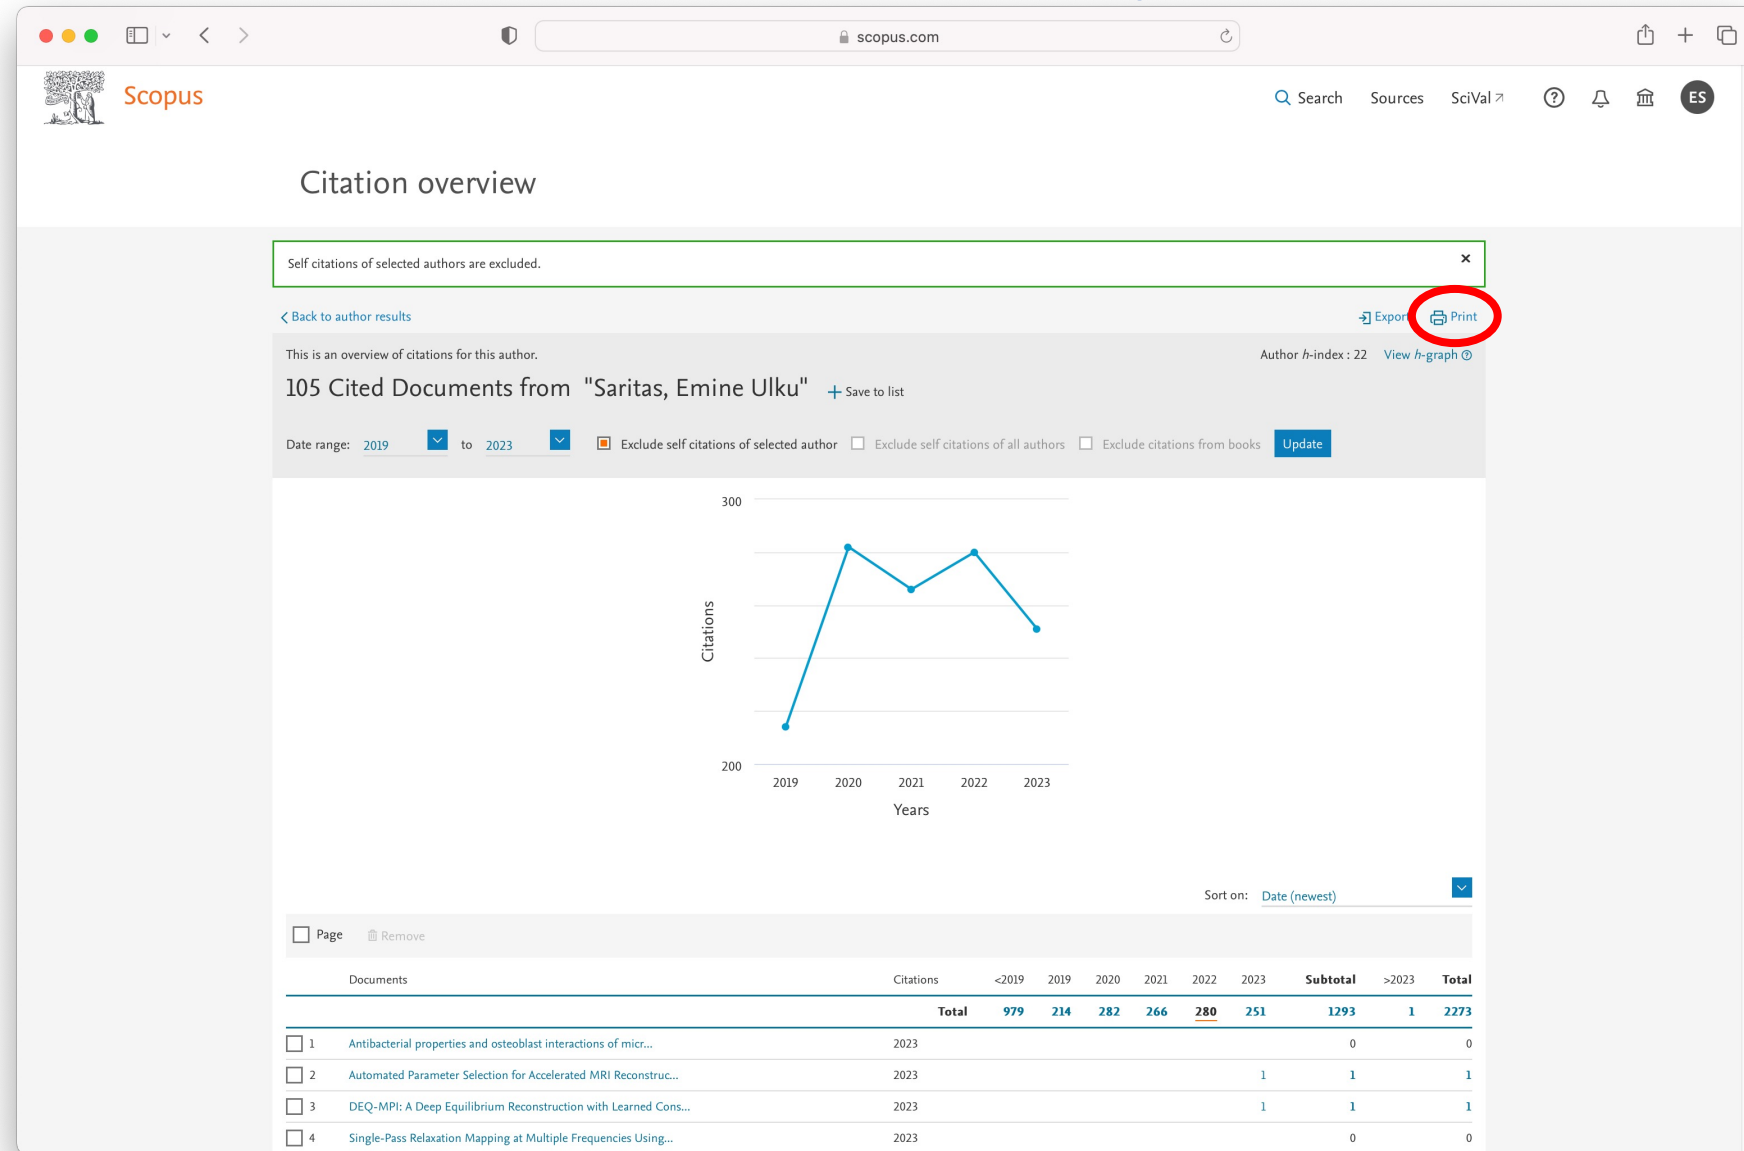 scopus.com
Scopus
Search Sources SciVal ES
Citation overview
Self citations of selected authors are excluded.
Back to author results
Export Print
This is an overview of citations for this author.
Author h-index : 22 View h-graph
105 Cited Documents from "Saritas, Emine Ulku" + Save to list
Date range: 2019 to 2023 Exclude self citations of selected author Exclude self citations of all authors Exclude citations from books Update
300
Citations
200
2019 2020 2021 2022 2023
Years
Sort on: Date (newest)
Page Remove
Documents Citations <2019 2019 2020 2021 2022 2023 Subtotal >2023 Total
Total 979 214 282 266 280 251 1293 1 2273
1 Antibacterial properties and osteoblast interactions of micr... 2023 0 0
2 Automated Parameter Selection for Accelerated MRI Reconstruc... 2023 1 1 1
3 DEQ-MPI: A Deep Equilibrium Reconstruction with Learned Cons... 2023 1 1 1
4 Single-Pass Relaxation Mapping at Multiple Frequencies Using... 2023 0 0